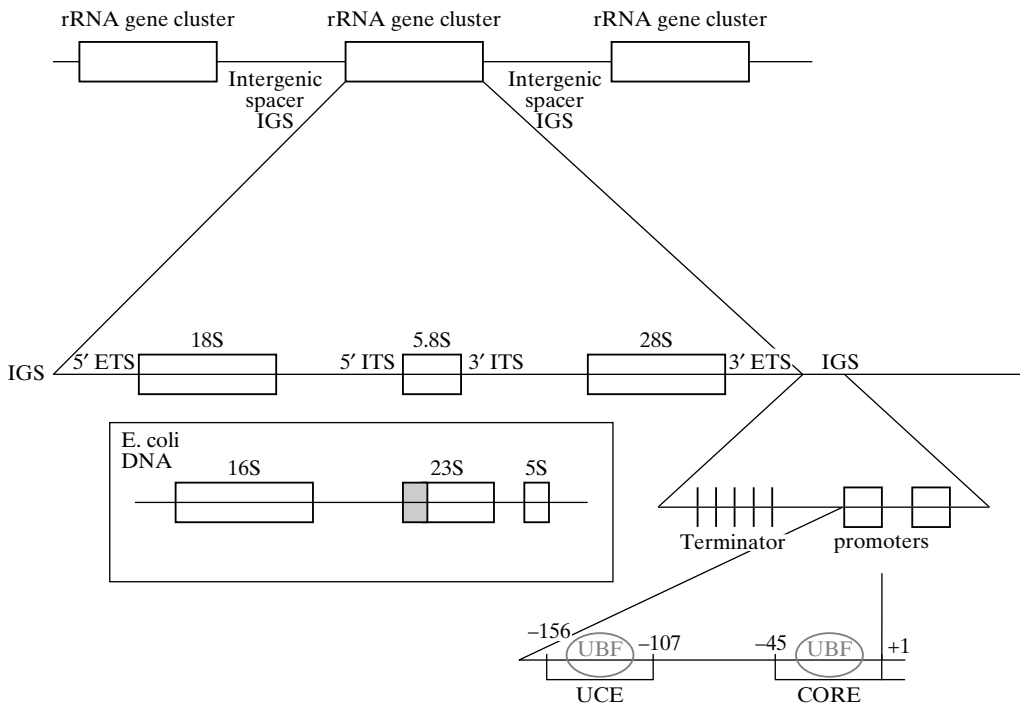 rRNA gene cluster rRNA gene cluster rRNA gene cluster
Intergenic
spacer
IGS
Intergenic
spacer
IGS
18S 5.8S 28S
IGS 5′ ETS 5′ ITS 3′ ITS 3′ ETS IGS
E. coli
DNA
16S 23S 5S
Terminator promoters
−156 UBF −107 −45 UBF +1
UCE CORE